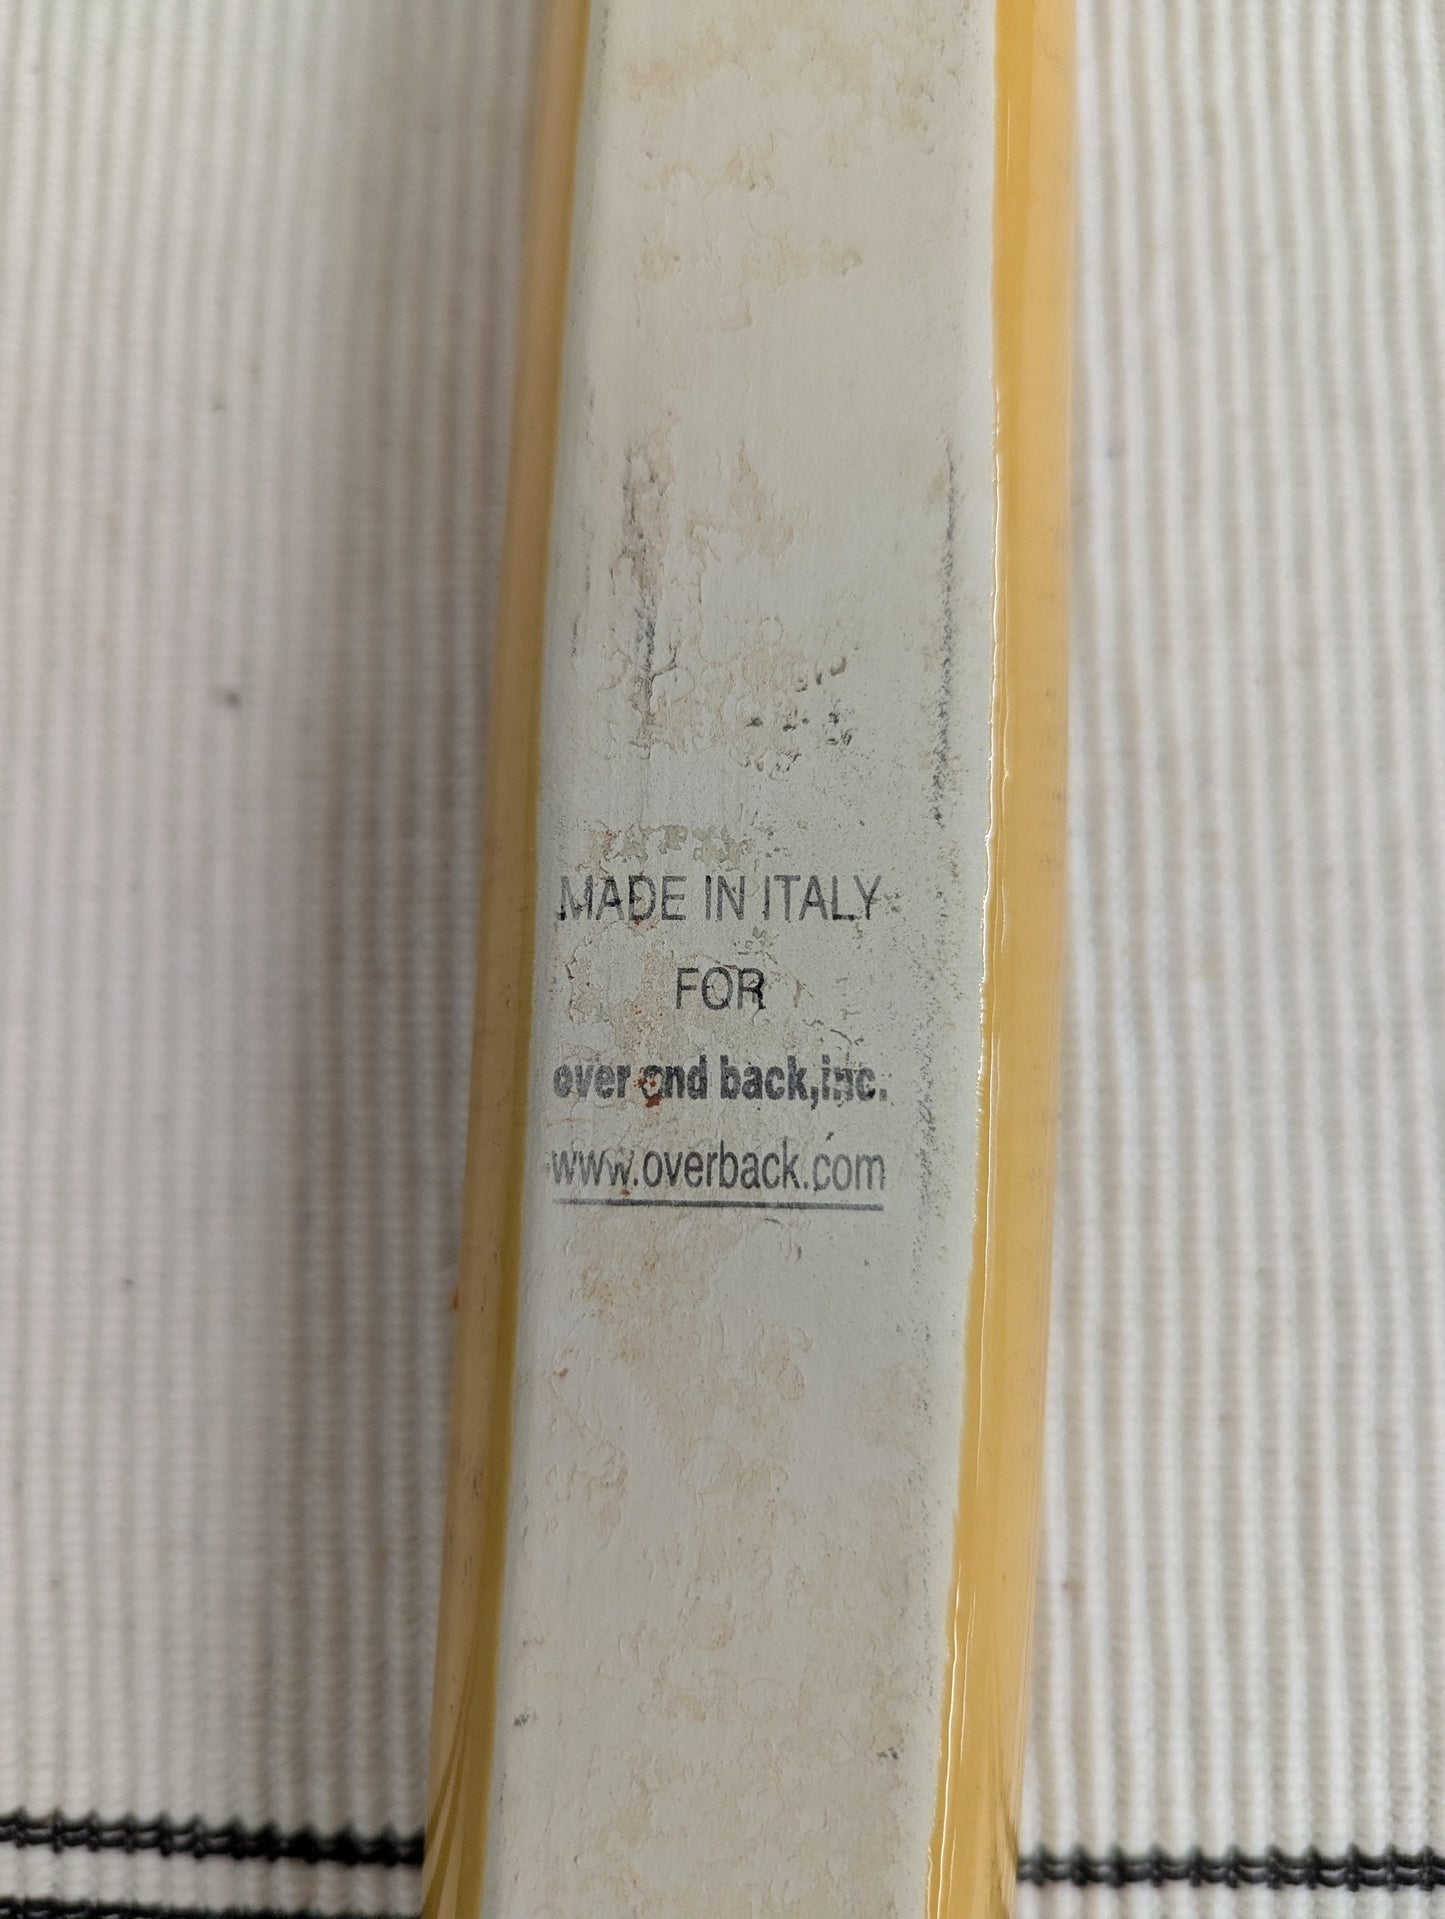 MADE IN ITALY
FOR
over and back,inc.
www.overback.com